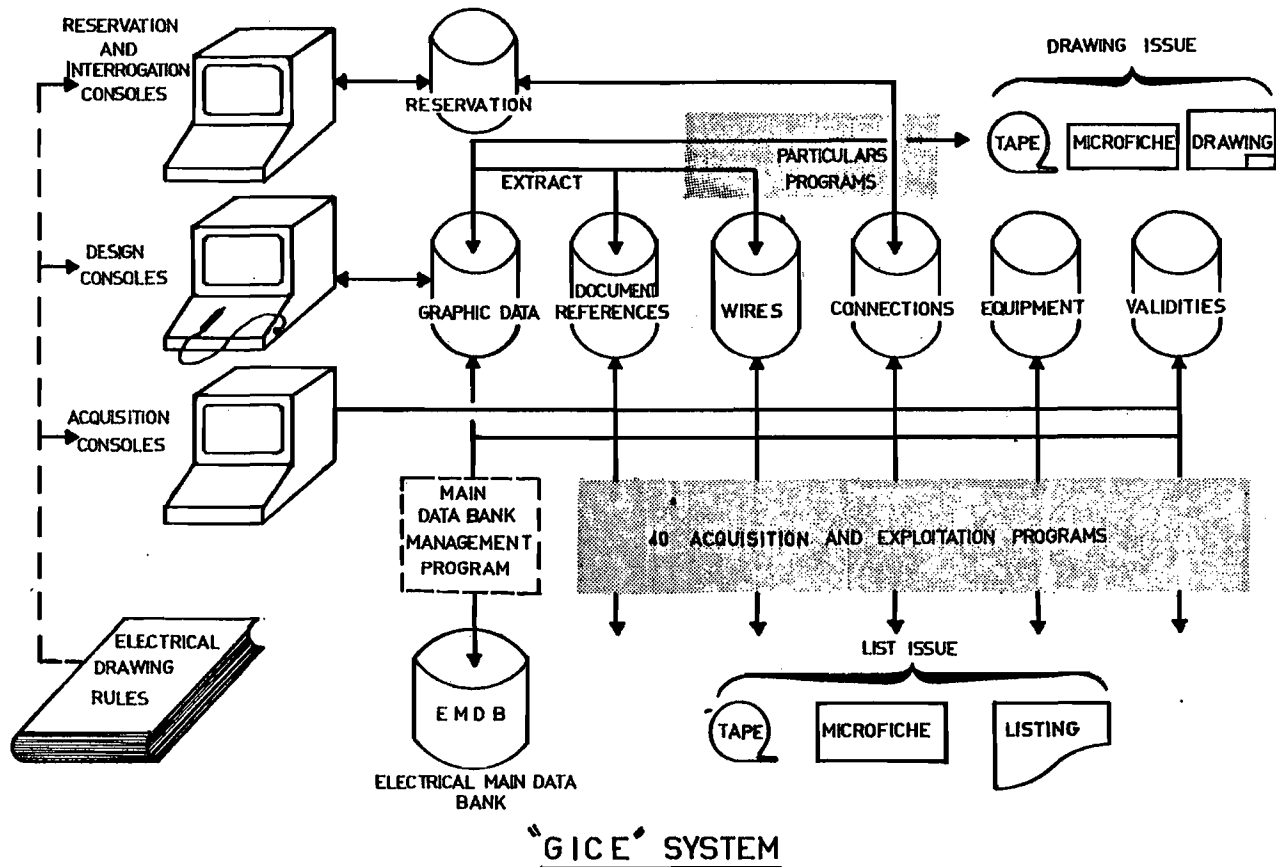 RESERVATION
AND
INTERROGATION
CONSOLES
RESERVATION
DRAWING ISSUE
TAPE
MICROFICHE
DRAWING
PARTICULARS
PROGRAMS
EXTRACT
DESIGN
CONSOLES
GRAPHIC DATA
DOCUMENT
REFERENCES
WIRES
CONNECTIONS
EQUIPMENT
VALIDITIES
ACQUISITION
CONSOLES
MAIN
DATA BANK
MANAGEMENT
PROGRAM
40 ACQUISITION AND EXPLOITATION PROGRAMS
ELECTRICAL
DRAWING
RULES
EMDB
ELECTRICAL MAIN DATA
BANK
LIST ISSUE
TAPE
MICROFICHE
LISTING
"GICE" SYSTEM